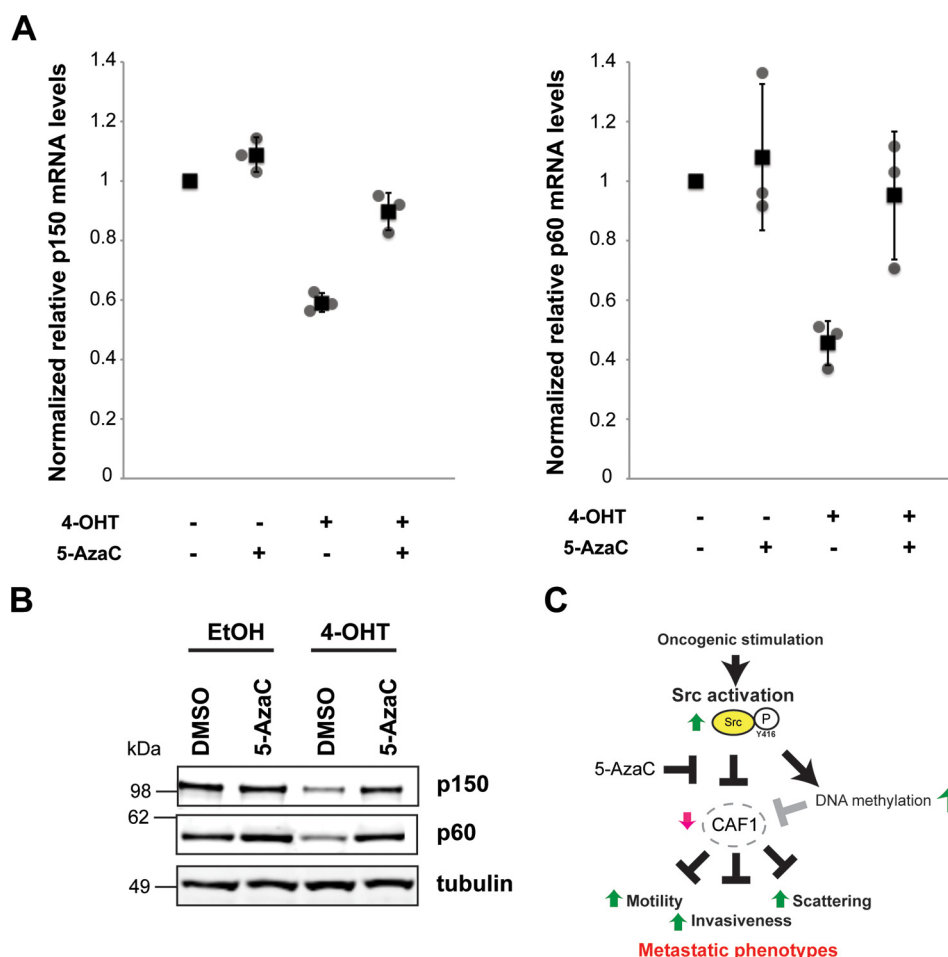 A
Normalized relative p150 mRNA levels
1.4
1.2
1
0.8
0.6
0.4
0.2
0
4-OHT - - + +
5-AzaC - + - +
Normalized relative p60 mRNA levels
1.4
1.2
1
0.8
0.6
0.4
0.2
0
4-OHT - - + +
5-AzaC - + - +
B
EtOH 4-OHT
DMSO 5-AzaC DMSO 5-AzaC
kDa
98 p150
62
p60
49 tubulin
C
Oncogenic stimulation
Src activation
Src P
Y416
5-AzaC
DNA methylation
CAF1
Motility Scattering
Invasiveness
Metastatic phenotypes